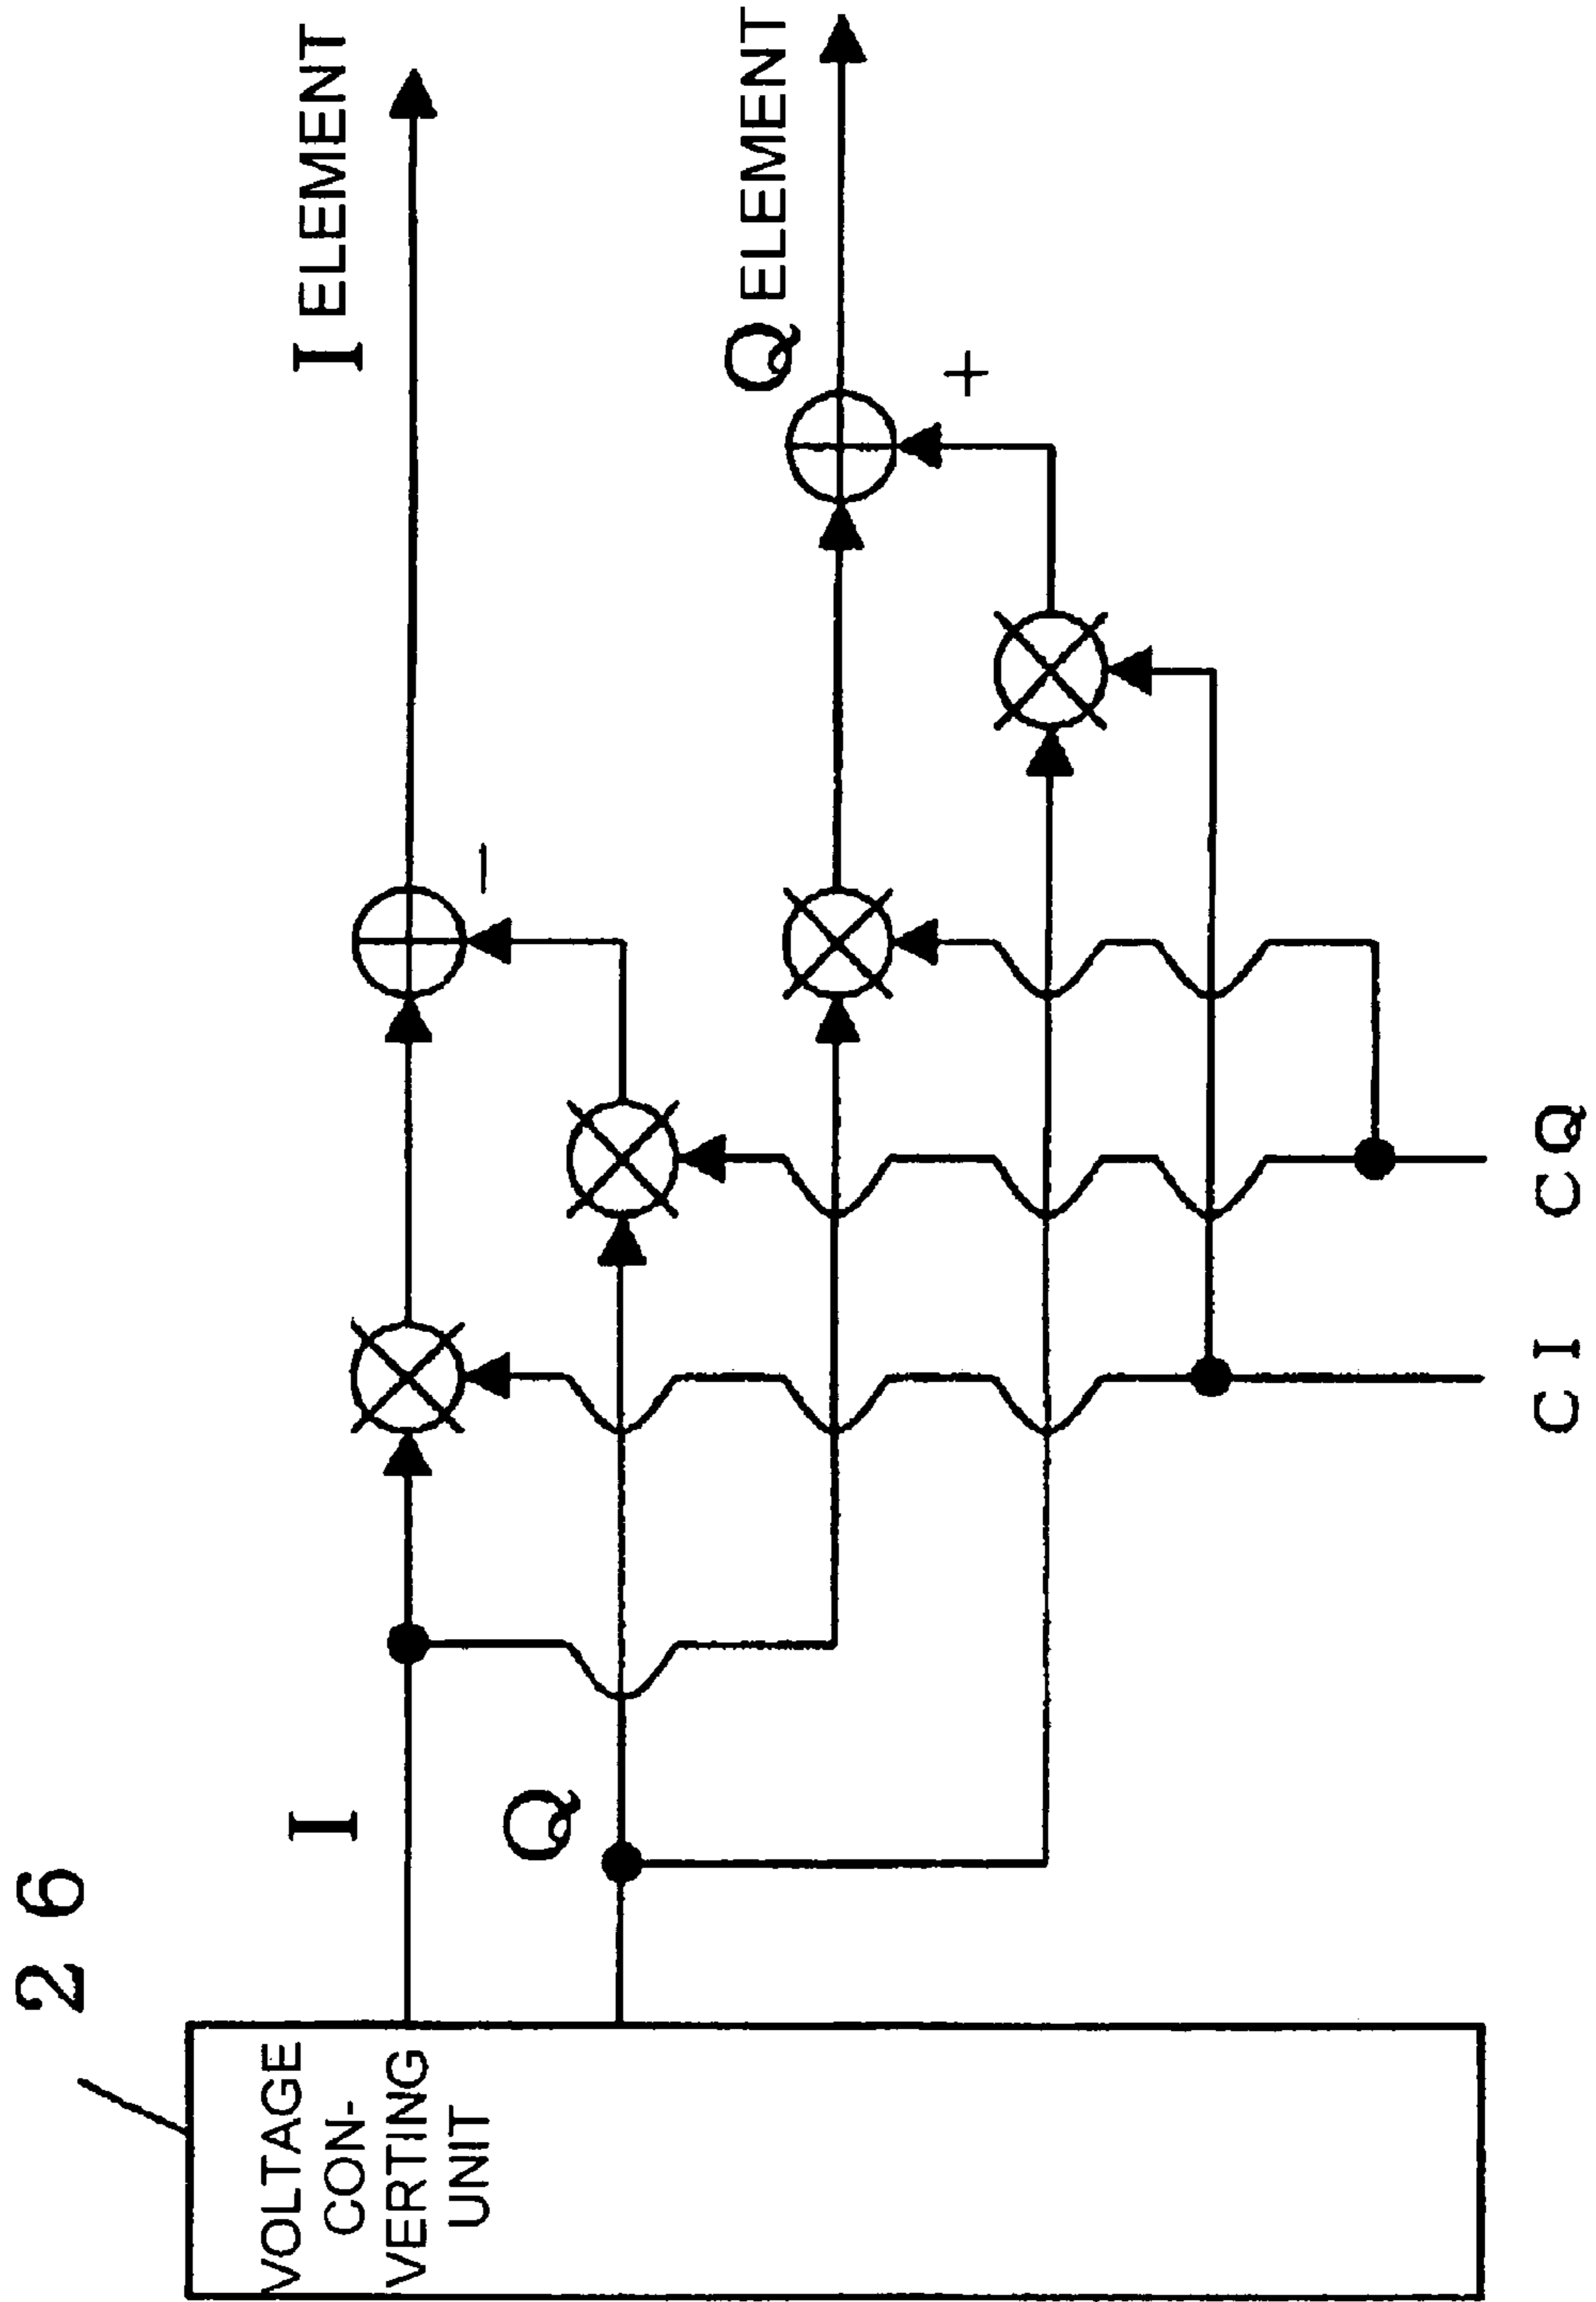 26
VOLTAGE
CON-
VERTING
UNIT
I
Q
I ELEMENT
Q ELEMENT
−
+
CI
CQ